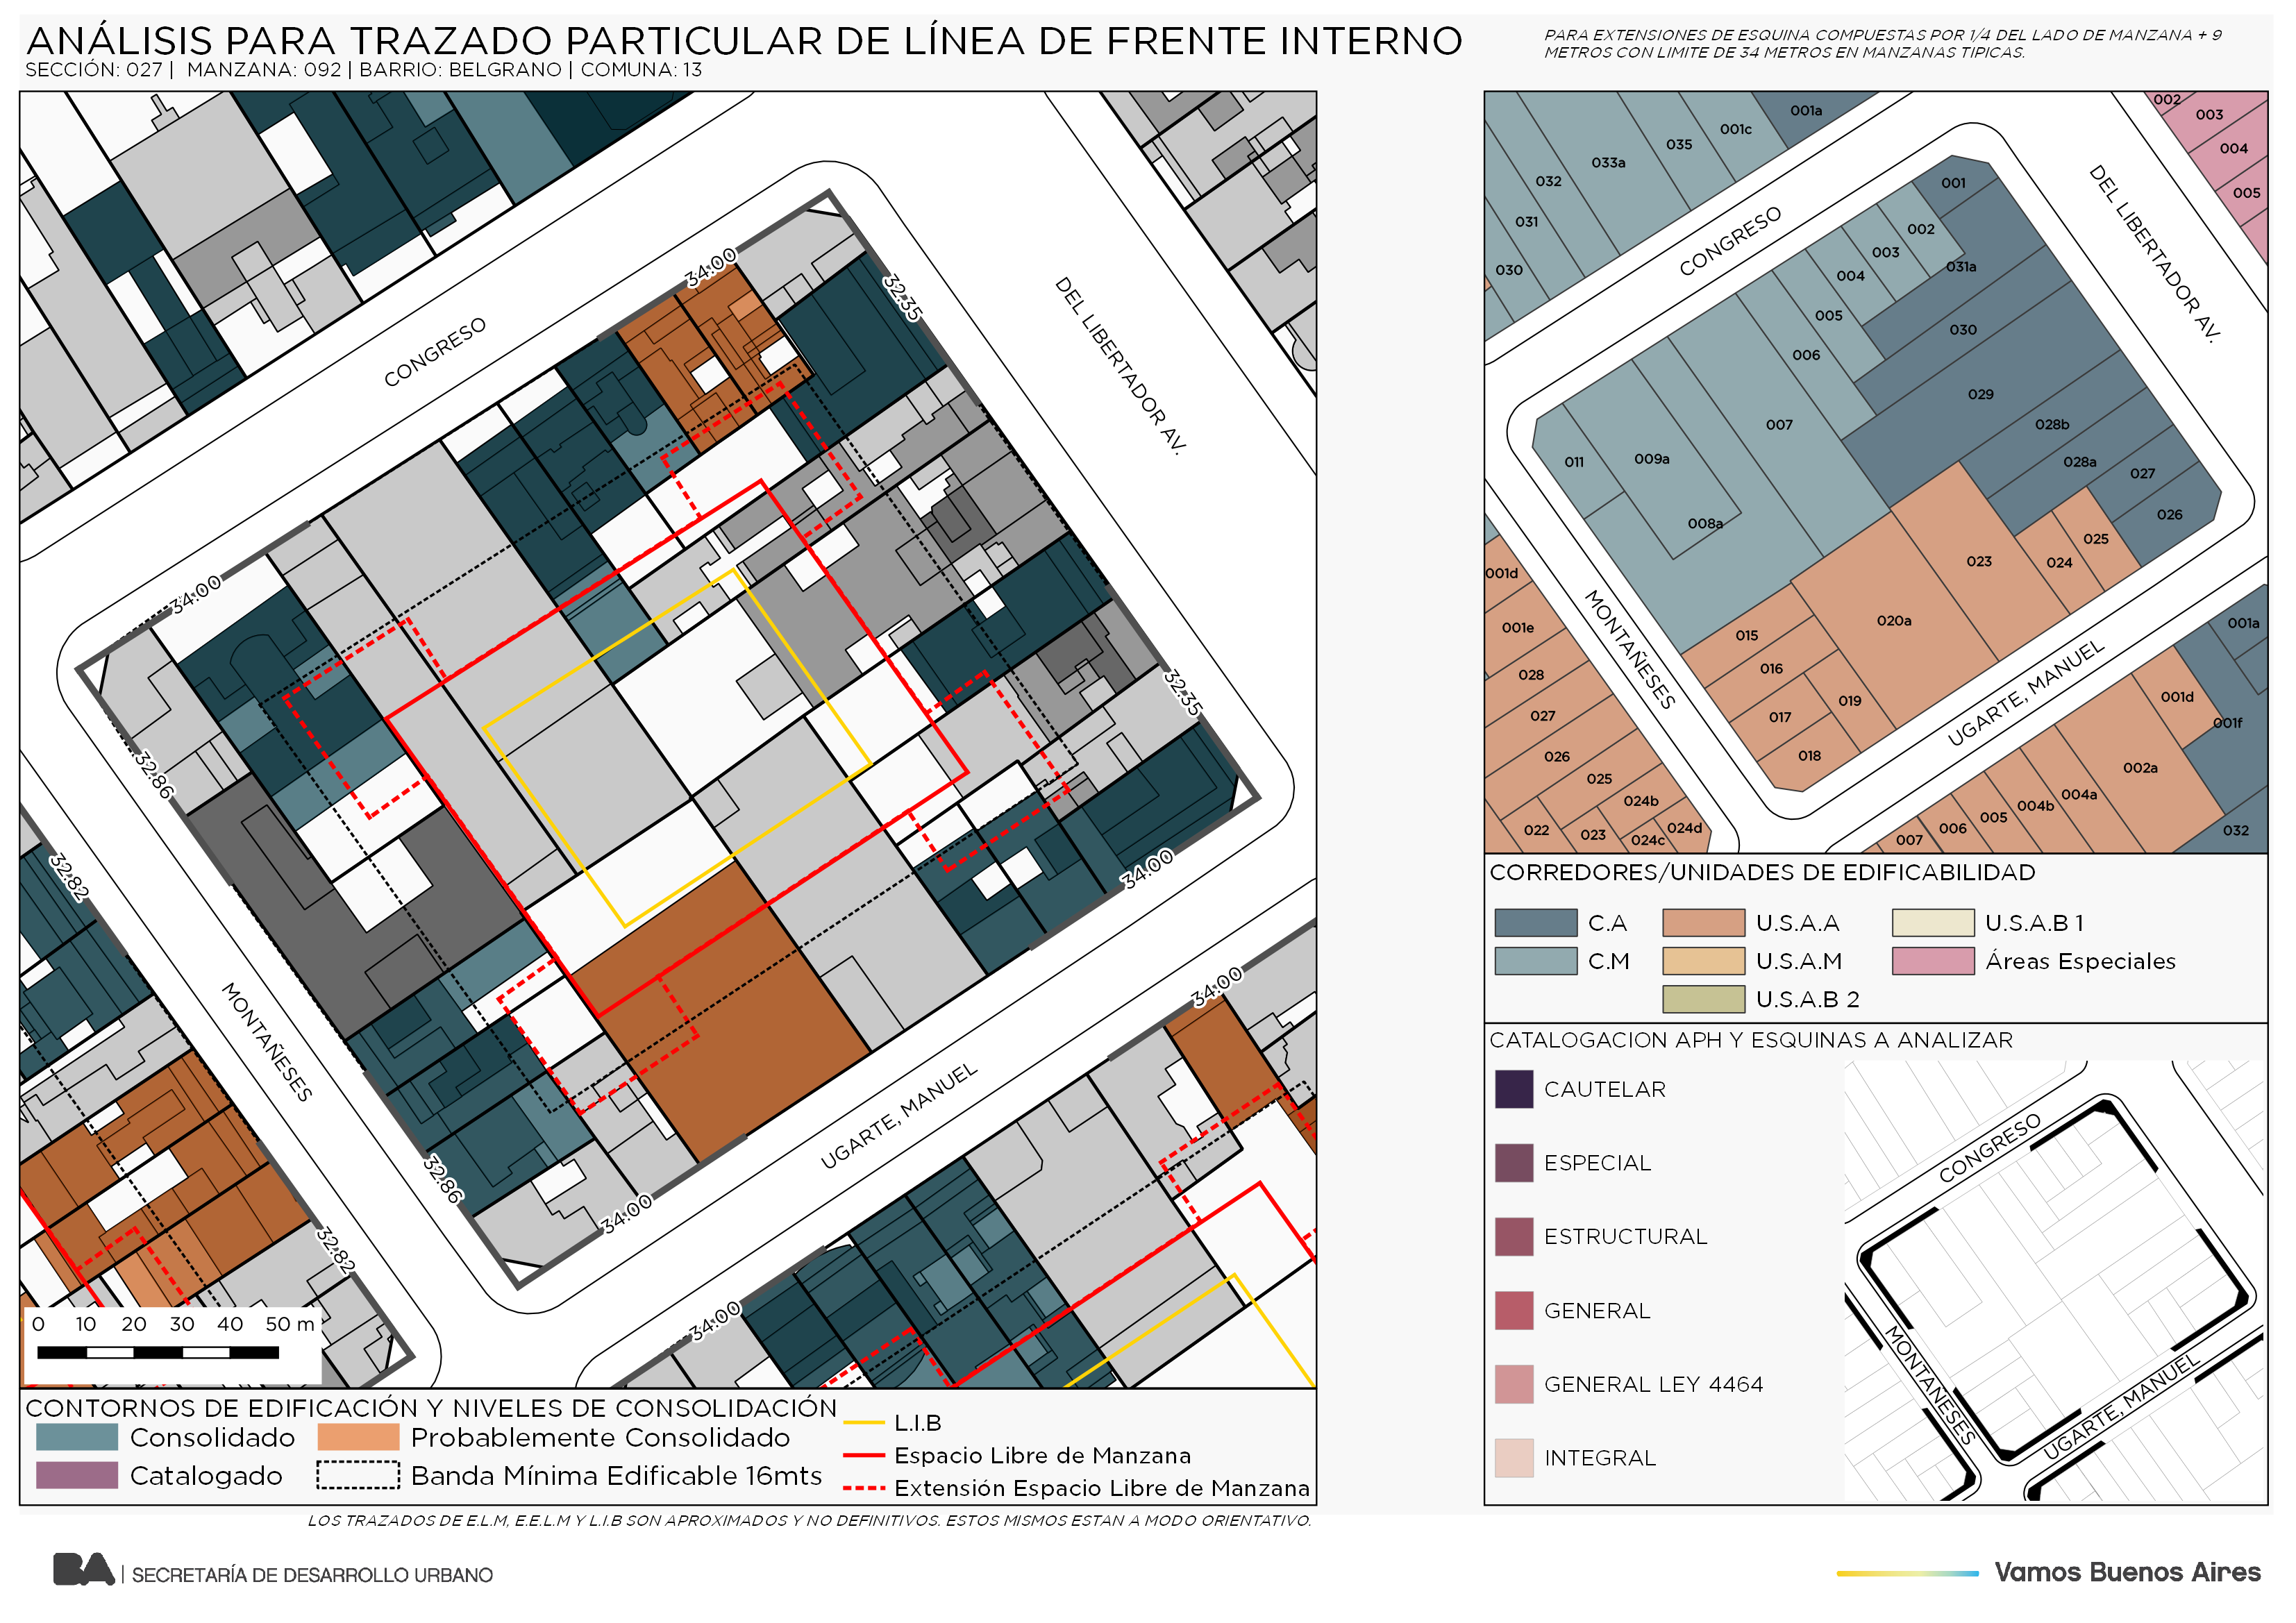 ANÁLISIS PARA TRAZADO PARTICULAR DE LÍNEA DE FRENTE INTERNO
SECCIÓN: 027 | MANZANA: 092 | BARRIO: BELGRANO | COMUNA: 13
PARA EXTENSIONES DE ESQUINA COMPUESTAS POR 1/4 DEL LADO DE MANZANA + 9
METROS CON LIMITE DE 34 METROS EN MANZANAS TIPICAS.
CONGRESO
DEL LIBERTADOR AV.
MONTAÑESES
UGARTE, MANUEL
34.00
32.35
34.00
32.86
32.82
32.35
34.00
34.00
32.86
34.00
32.82
34.00
0 10 20 30 40 50 m
CONTORNOS DE EDIFICACIÓN Y NIVELES DE CONSOLIDACIÓN
Consolidado
Probablemente Consolidado
Catalogado
Banda Mínima Edificable 16mts
L.I.B
Espacio Libre de Manzana
Extensión Espacio Libre de Manzana
LOS TRAZADOS DE E.L.M, E.E.L.M Y L.I.B SON APROXIMADOS Y NO DEFINITIVOS. ESTOS MISMOS ESTAN A MODO ORIENTATIVO.
001a
001c
035
033a
032
031
030
002
003
004
005
CONGRESO
DEL LIBERTADOR AV.
001
002
003
004
005
006
007
031a
030
029
028b
028a
027
026
025
024
023
020a
011
009a
008a
015
016
017
018
019
MONTAÑESES
UGARTE, MANUEL
001d
001e
028
027
026
025
024b
024d
024c
023
022
001a
001d
001f
002a
004a
004b
005
006
007
032
CORREDORES/UNIDADES DE EDIFICABILIDAD
C.A
U.S.A.A
U.S.A.B 1
C.M
U.S.A.M
Áreas Especiales
U.S.A.B 2
CATALOGACION APH Y ESQUINAS A ANALIZAR
CAUTELAR
ESPECIAL
ESTRUCTURAL
GENERAL
GENERAL LEY 4464
INTEGRAL
CONGRESO
MONTAÑESES
UGARTE, MANUEL
BA | SECRETARÍA DE DESARROLLO URBANO
Vamos Buenos Aires